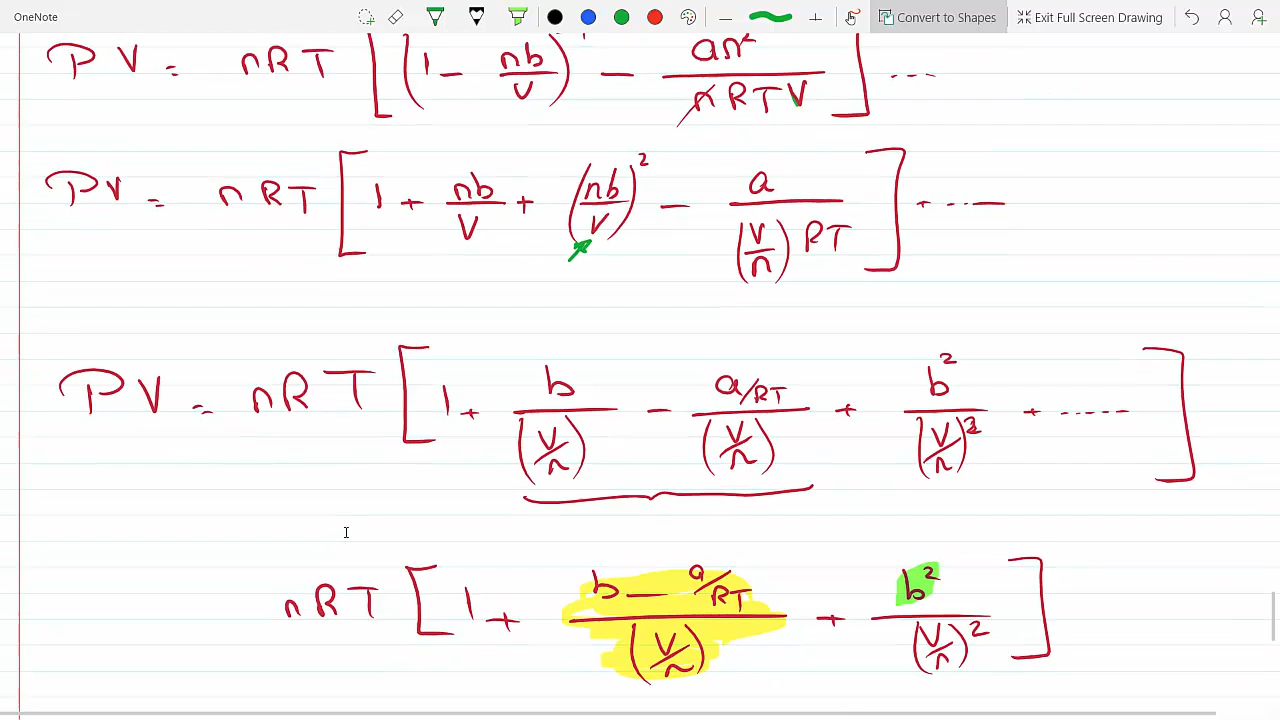 OneNote
Convert to Shapes
Exit Full Screen Drawing
PV = nRT [(1 - nb/V)⁻¹ - an²/nRTV] ...
PV = nRT [1 + nb/V + (nb/V)² - a/(V/n)RT] + ...
PV = nRT [1 + b/(V/n) - a/RT/(V/n) + b²/(V/n)² + .....]
nRT [1 + b - a/RT/(V/n) + b²/(V/n)²]